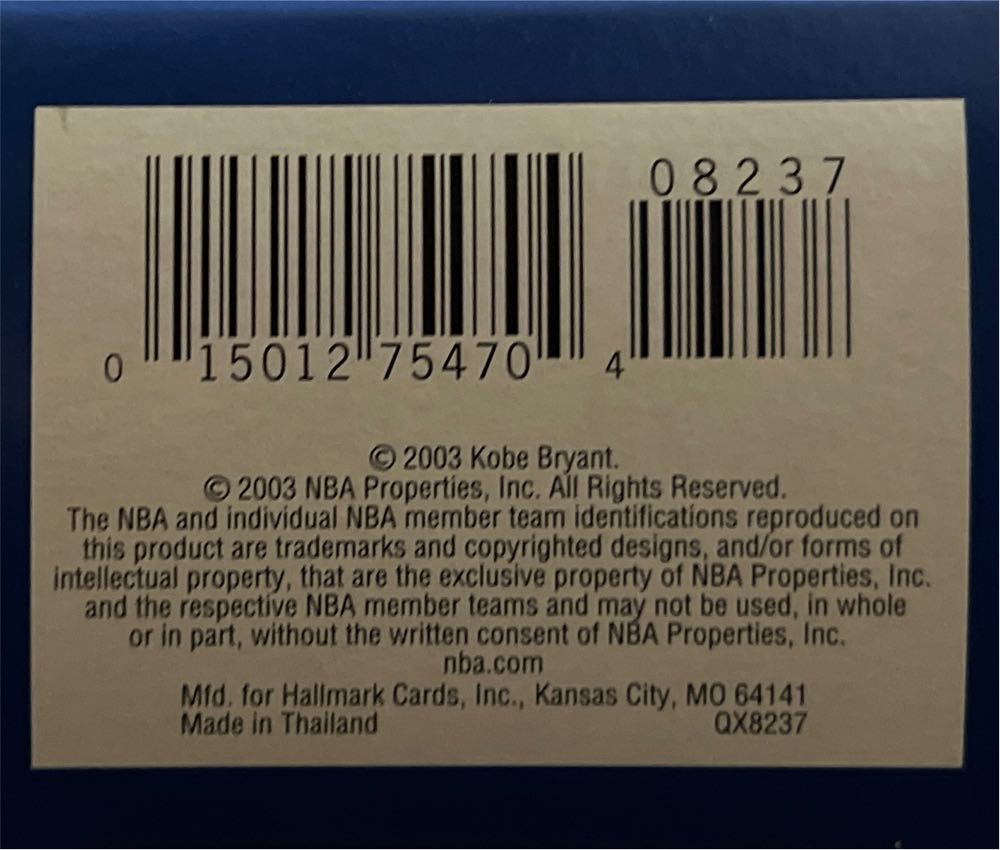 08237
0 15012 75470 4
© 2003 Kobe Bryant.
© 2003 NBA Properties, Inc. All Rights Reserved.
The NBA and individual NBA member team identifications reproduced on
this product are trademarks and copyrighted designs, and/or forms of
intellectual property, that are the exclusive property of NBA Properties, Inc.
and the respective NBA member teams and may not be used, in whole
or in part, without the written consent of NBA Properties, Inc.
nba.com
Mfd. for Hallmark Cards, Inc., Kansas City, MO 64141
Made in Thailand QX8237